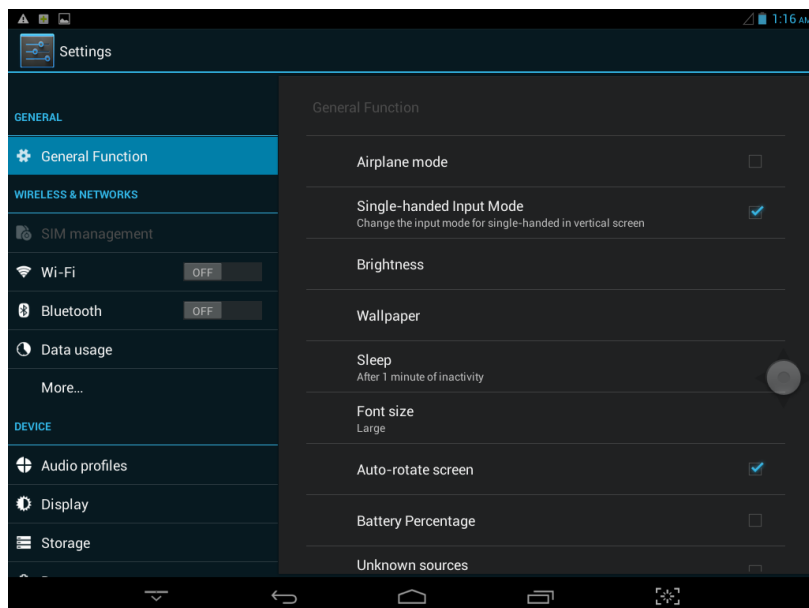 1:16 AM
Settings
GENERAL
General Function
WIRELESS & NETWORKS
SIM management
Wi-Fi
OFF
Bluetooth
OFF
Data usage
More...
DEVICE
Audio profiles
Display
Storage
General Function
Airplane mode
Single-handed Input Mode
Change the input mode for single-handed in vertical screen
Brightness
Wallpaper
Sleep
After 1 minute of inactivity
Font size
Large
Auto-rotate screen
Battery Percentage
Unknown sources